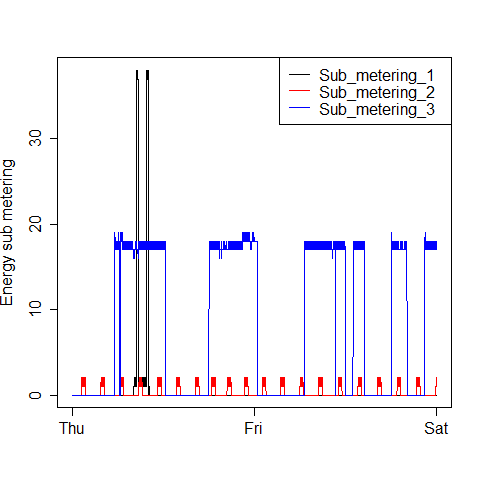 Sub_metering_1
Sub_metering_2
Sub_metering_3
Energy sub metering
30
20
10
0
Thu
Fri
Sat